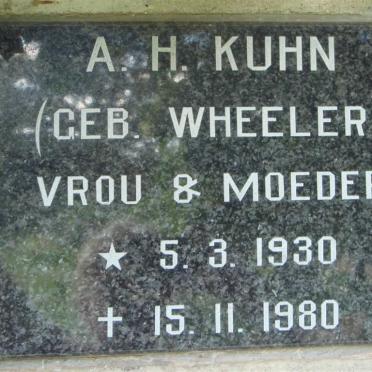 A. H. KUHN
(GEB. WHEELER
VROU & MOEDER
★ 5. 3. 1930
✝ 15. 11. 1980